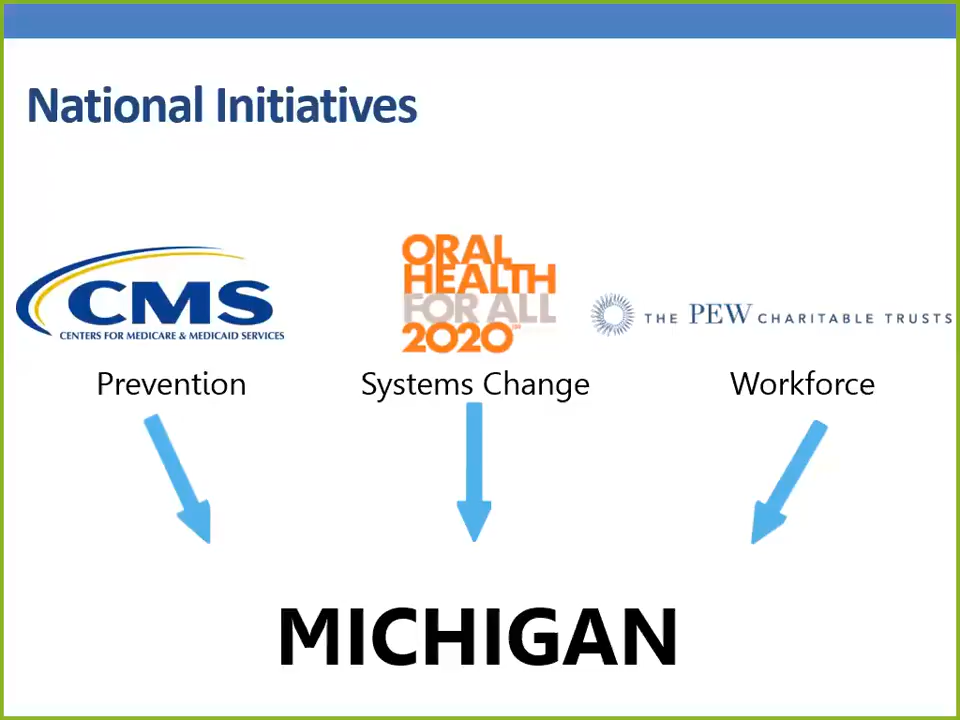 National Initiatives
CMS
CENTERS FOR MEDICARE & MEDICAID SERVICES
ORAL
HEALTH
FOR ALL
2020
THE PEW CHARITABLE TRUSTS
Prevention
Systems Change
Workforce
MICHIGAN